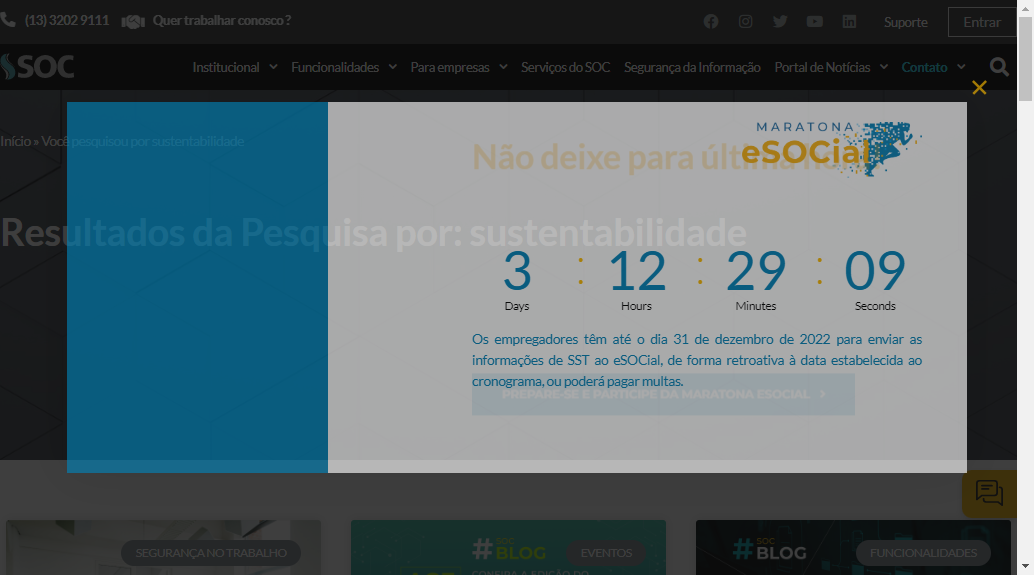 (13) 3202 9111 Quer trabalhar conosco ?
Suporte Entrar
SOC Institucional Funcionalidades Para empresas Serviços do SOC Segurança da Informação Portal de Notícias Contato
Início » Você pesquisou por sustentabilidade
MARATONA
eSOCial
Não deixe para última
Resultados da Pesquisa por: sustentabilidade
3 : 12 : 29 : 09
Days Hours Minutes Seconds
Os empregadores têm até o dia 31 de dezembro de 2022 para enviar as
informações de SST ao eSOCial, de forma retroativa à data estabelecida ao
cronograma, ou poderá pagar multas.
PREPARE-SE E PARTICIPE DA MARATONA ESOCIAL
SEGURANÇA NO TRABALHO
#SOC BLOG EVENTOS
CONFIRA A EDIÇÃO DO
#SOC BLOG FUNCIONALIDADES